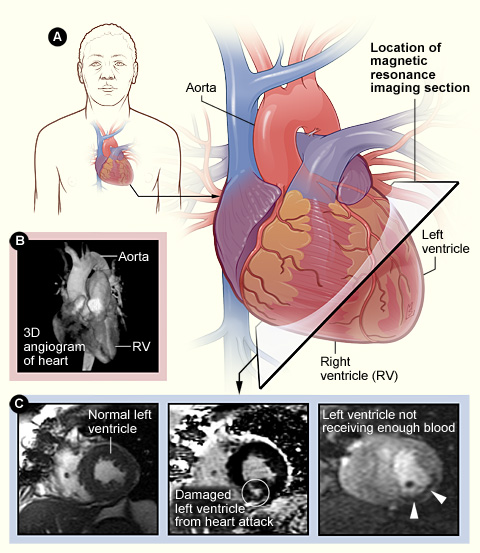 A
Location of
magnetic
resonance
imaging section
Aorta
Left
ventricle
B
Aorta
3D
angiogram
of heart
RV
Right
ventricle (RV)
C
Normal left
ventricle
Damaged
left ventricle
from heart attack
Left ventricle not
receiving enough blood